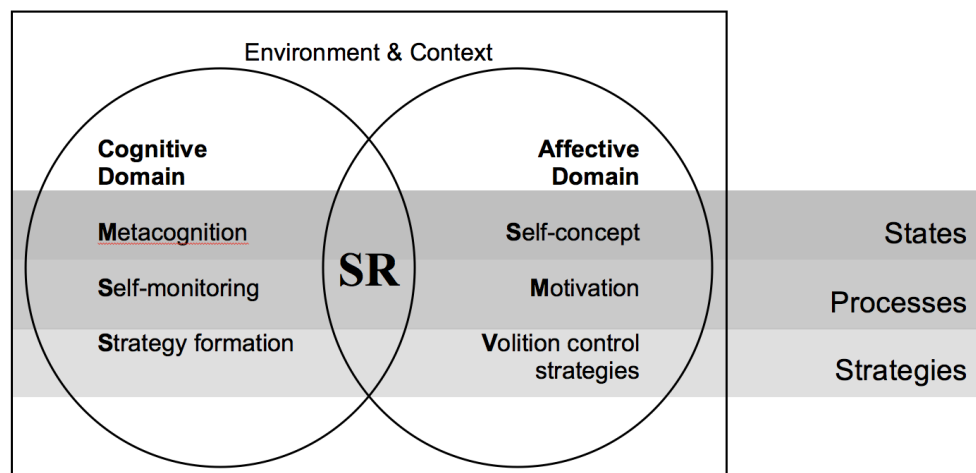 Environment & Context
Cognitive
Domain
Affective
Domain
Metacognition
Self-concept
States
SR
Self-monitoring
Motivation
Processes
Strategy formation
Volition control
strategies
Strategies